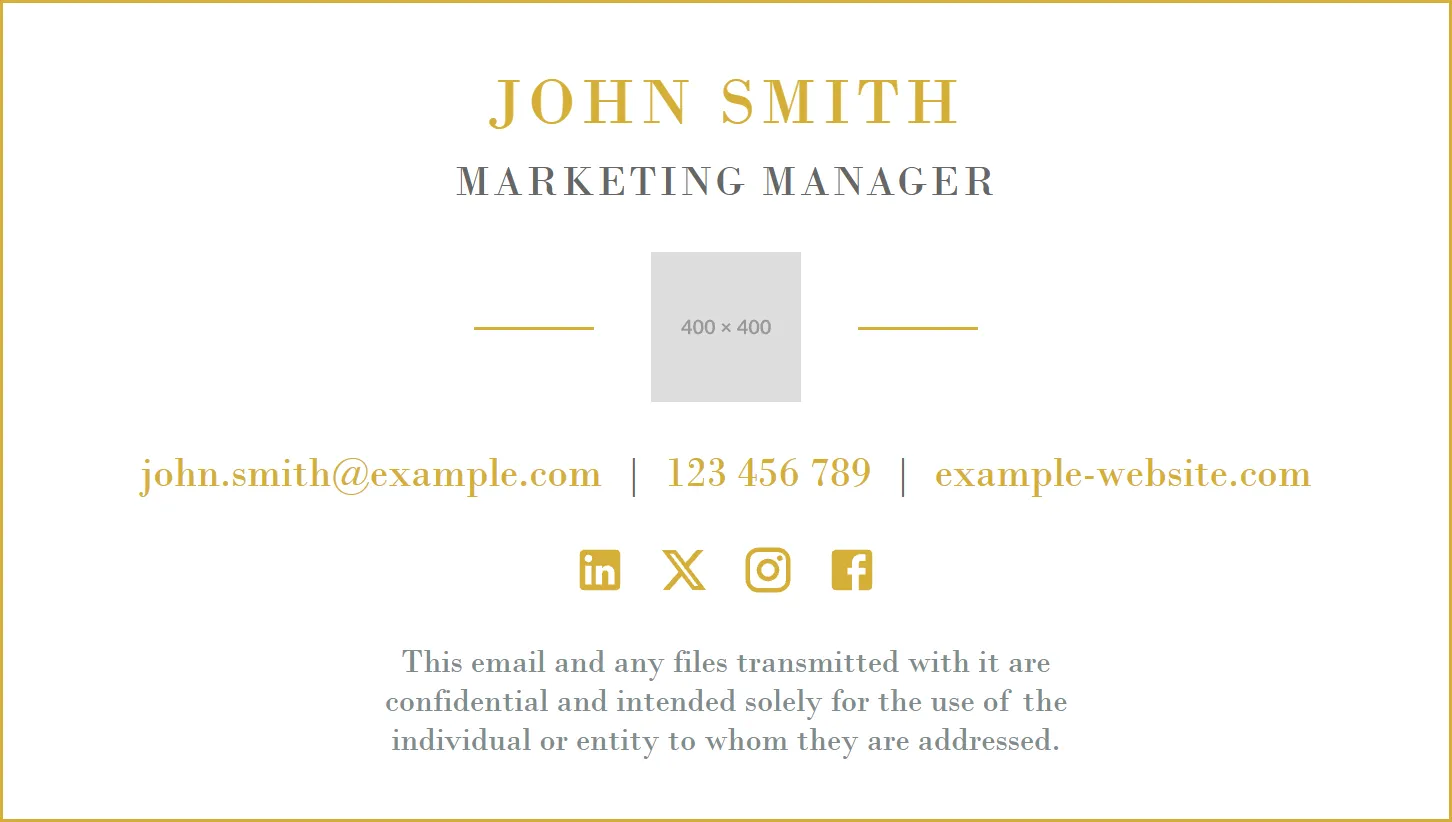 JOHN SMITH
MARKETING MANAGER
400 × 400
john.smith@example.com | 123 456 789 | example-website.com
This email and any files transmitted with it are
confidential and intended solely for the use of the
individual or entity to whom they are addressed.